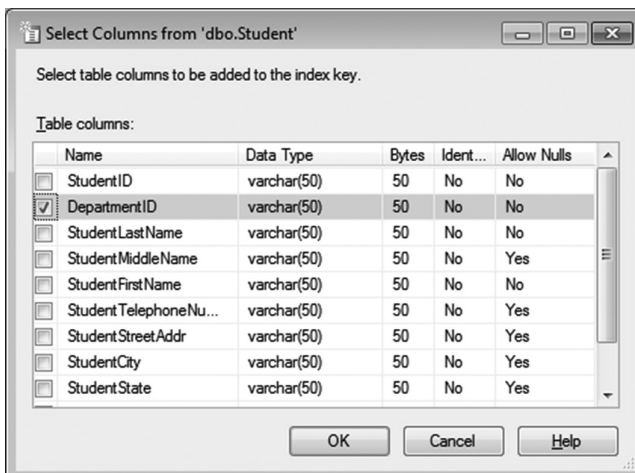 Select Columns from 'dbo.Student'
Select table columns to be added to the index key.
Table columns:
Name Data Type Bytes Ident... Allow Nulls
StudentID varchar(50) 50 No No
DepartmentID varchar(50) 50 No No
StudentLastName varchar(50) 50 No No
StudentMiddleName varchar(50) 50 No Yes
StudentFirstName varchar(50) 50 No No
StudentTelephoneNu... varchar(50) 50 No Yes
StudentStreetAddr varchar(50) 50 No Yes
StudentCity varchar(50) 50 No Yes
StudentState varchar(50) 50 No Yes
OK Cancel Help